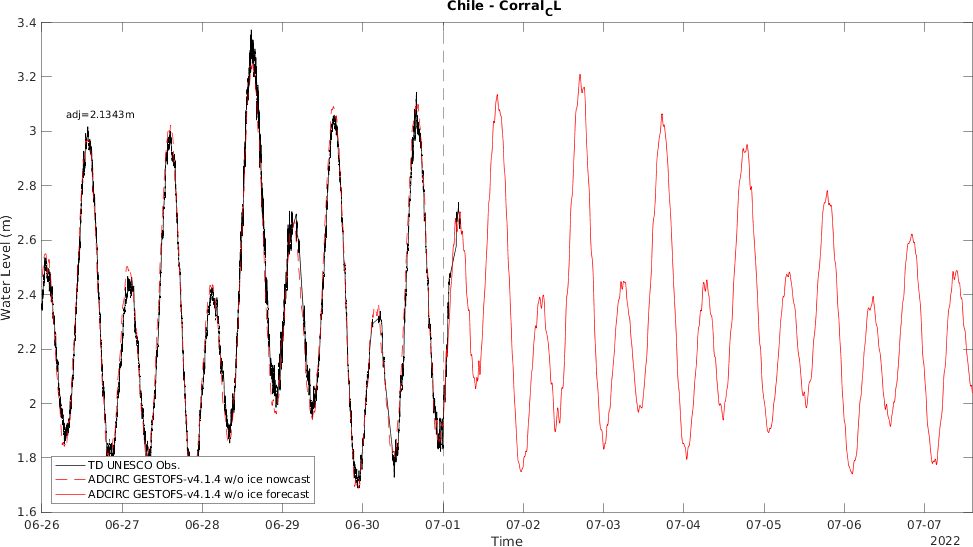 Chile - Corral_CL
3.4
3.2
3
2.8
2.6
2.4
2.2
2
1.8
1.6
Water Level (m)
adj=2.1343m
TD UNESCO Obs.
ADCIRC GESTOFS-v4.1.4 w/o ice nowcast
ADCIRC GESTOFS-v4.1.4 w/o ice forecast
06-26 06-27 06-28 06-29 06-30 07-01 07-02 07-03 07-04 07-05 07-06 07-07
Time
2022